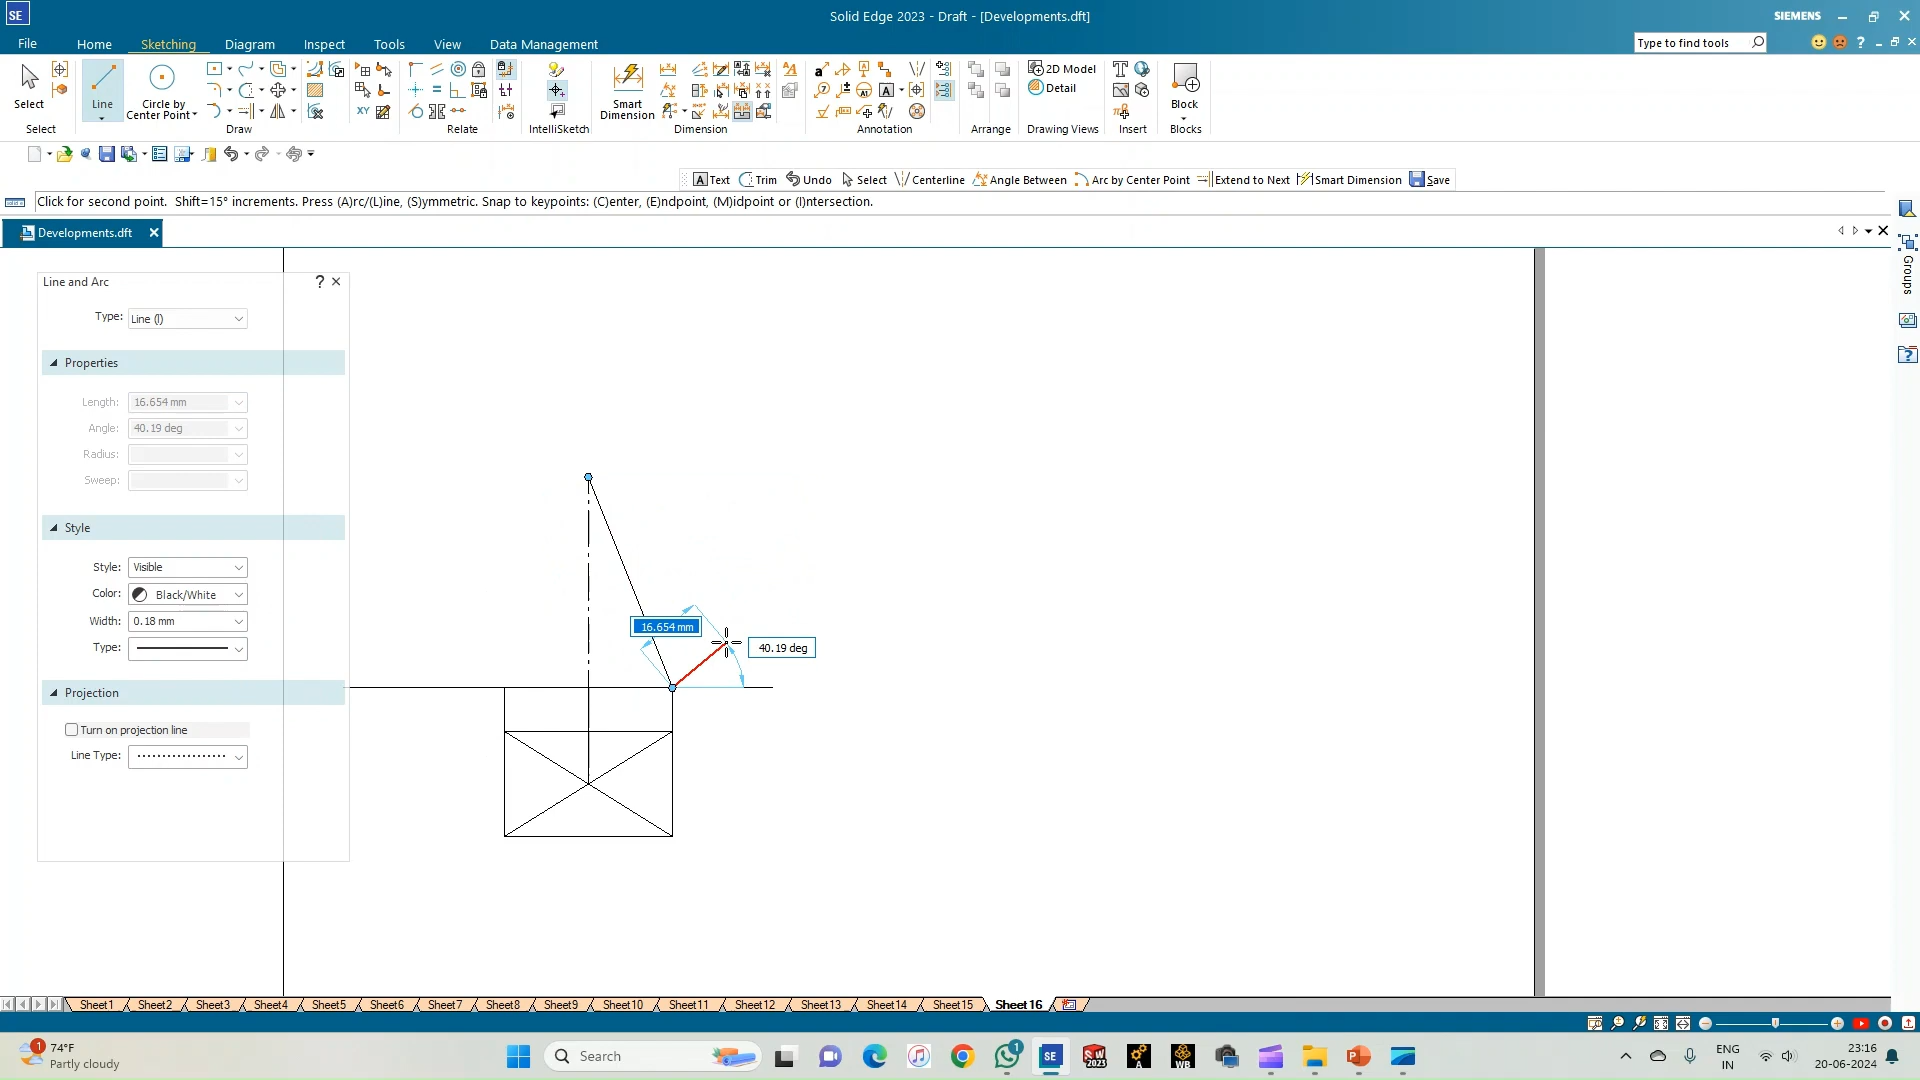 SE
Solid Edge 2023 - Draft - [Developments.dft]
SIEMENS
File
Home
Sketching
Diagram
Inspect
Tools
View
Data Management
Type to find tools
Select
Line
Circle by
Center Point
Smart
Dimension
2D Model
Detail
Block
Select
Draw
Relate
IntelliSketch
Dimension
Annotation
Arrange
Drawing Views
Insert
Blocks
Text
Trim
Undo
Select
Centerline
Angle Between
Arc by Center Point
Extend to Next
Smart Dimension
Save
Click for second point.  Shift=15° increments. Press (A)rc/(L)ine, (S)ymmetric. Snap to keypoints: (C)enter, (E)ndpoint, (M)idpoint or (I)ntersection.
Developments.dft
Groups
Line and Arc
Type: Line (l)
Properties
Length: 16.654 mm
Angle: 40.19 deg
Radius:
Sweep:
Style
Style: Visible
Color: Black/White
Width: 0.18 mm
Type:
Projection
Turn on projection line
Line Type:
16.654 mm
40.19 deg
Sheet1
Sheet2
Sheet3
Sheet4
Sheet5
Sheet6
Sheet7
Sheet8
Sheet9
Sheet10
Sheet11
Sheet12
Sheet13
Sheet14
Sheet15
Sheet16
1
74°F
Partly cloudy
Search
1
SE
SW
2023
A
WB
ENG
IN
23:16
20-06-2024